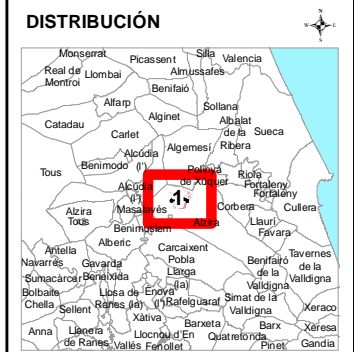 DISTRIBUCIÓN
N
W
E
S
Monserrat
Picassent
Silla
Valencia
Real de
Montroi
Llombai
Almussafes
Benifaió
Alfarp
Sollana
Catadau
Alginet
Albalat
de la
Ribera
Sueca
Carlet
Algemesí
Alcúdia
(l')
Benimodo
Polinyà
de Xúquer
Tous
Riola
Fortaleny
Fortaleny
Alcúdia
(l')
1
Masalavés
Corbera
Cullera
Alzira
Tous
Alzira
Llaurí
Benimuslem
Favara
Alberic
Carcaixent
Antella
Pobla
Llarga
(la)
Benifairó
de la
Valldigna
Tavernes
de la
Valldigna
Navarrés
Gavarda
Sumacàrcer
Beneixida
Bolbaite
Llosa de
Ranes (la)
Énova
(l')
Rafelguaraf
Simat de la
Valldigna
Xeraco
Chella
Sellent
Xàtiva
Barxeta
Barx
Xeresa
Anna
Llanera
de Ranes
Llocnou d'En
Fenollet
Quatretonda
Vallés
Pinet
Gandia